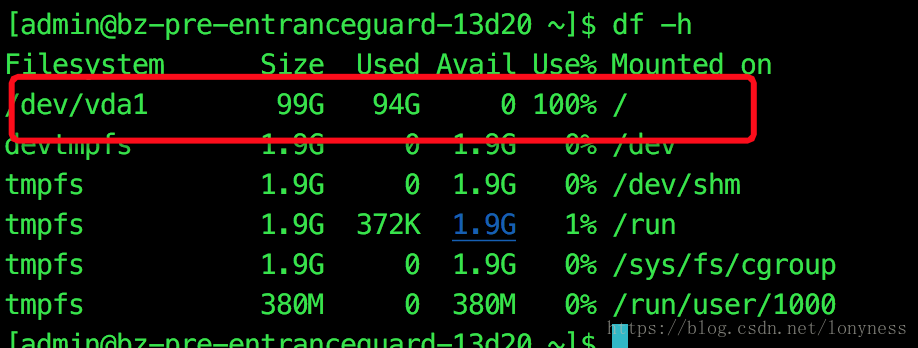 [admin@bz-pre-entranceguard-13d20 ~]$ df -h
Filesystem Size Used Avail Use% Mounted on
/dev/vda1 99G 94G 0 100% /
devtmpfs 1.9G 0 1.9G 0% /dev
tmpfs 1.9G 0 1.9G 0% /dev/shm
tmpfs 1.9G 372K 1.9G 1% /run
tmpfs 1.9G 0 1.9G 0% /sys/fs/cgroup
tmpfs 380M 0 380M 0% /run/user/1000
[admin@bz-pre-entranceguard-13d20 ~]$
https://blog.csdn.net/lonyness